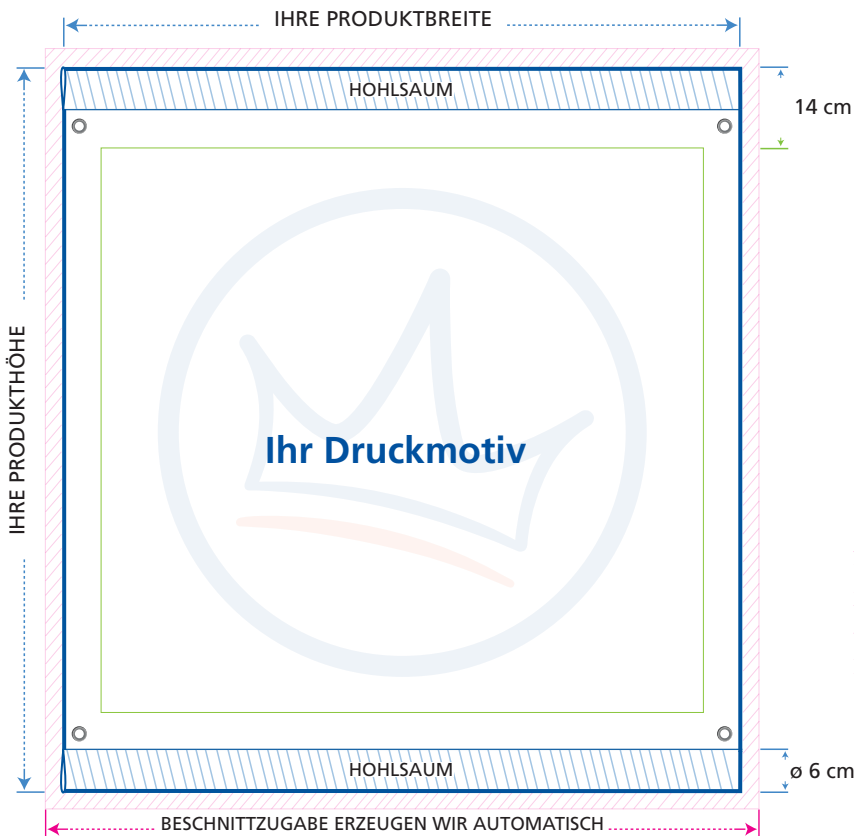 IHRE PRODUKTBREITE
HOHLSAUM
14 cm
IHRE PRODUKTHÖHE
Ihr Druckmotiv
HOHLSAUM
ø 6 cm
BESCHNITTZUGABE ERZEUGEN WIR AUTOMATISCH